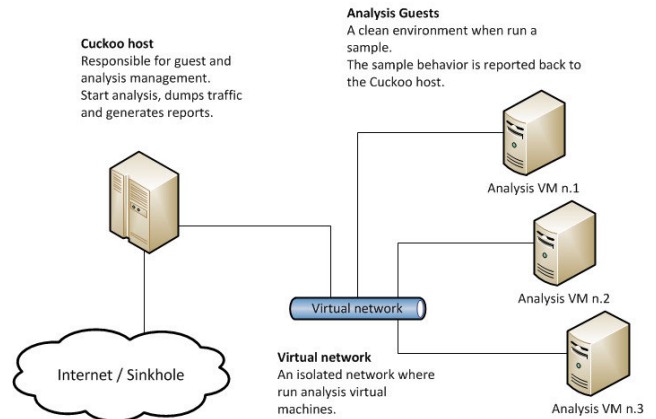 Analysis Guests
A clean environment when run a
sample.
The sample behavior is reported back to
the Cuckoo host.
Cuckoo host
Responsible for guest and
analysis management.
Start analysis, dumps traffic
and generates reports.
Analysis VM n.1
Analysis VM n.2
Virtual network
Virtual network
An isolated network where
run analysis virtual
machines.
Internet / Sinkhole
Analysis VM n.3